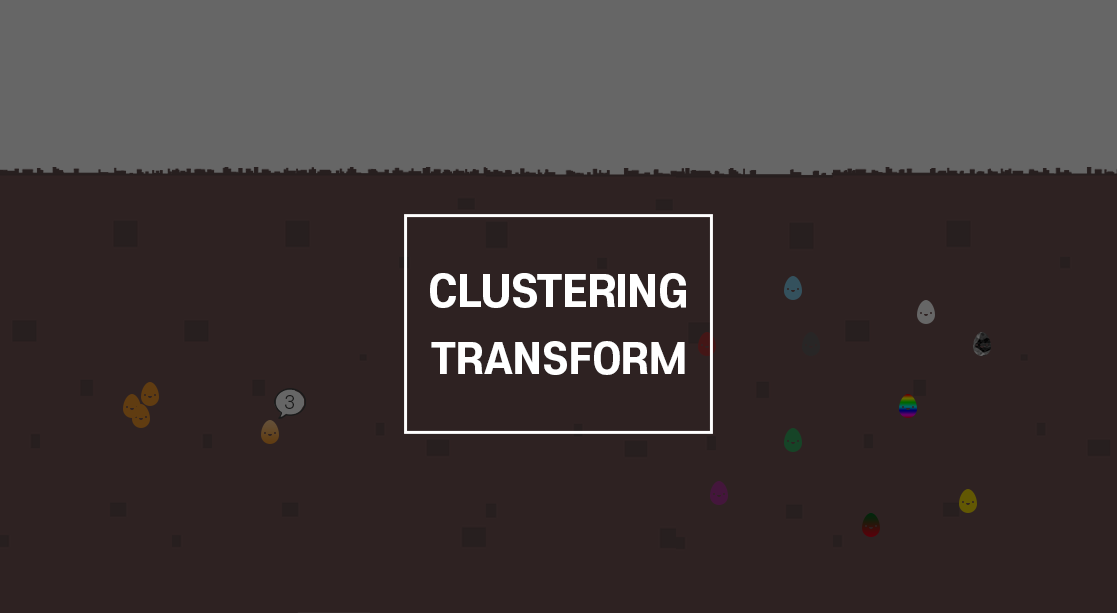 CLUSTERING
TRANSFORM
3